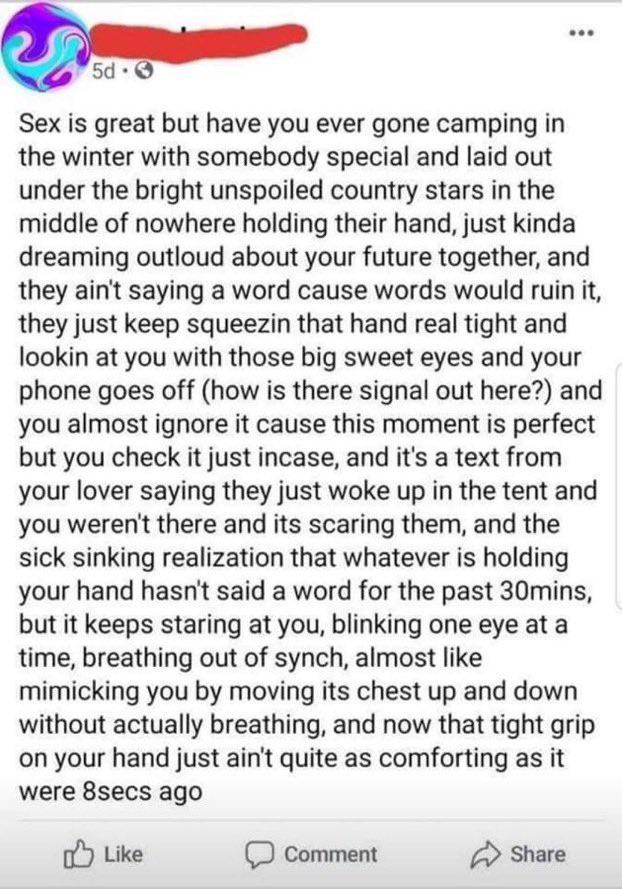 5d ·
Sex is great but have you ever gone camping in
the winter with somebody special and laid out
under the bright unspoiled country stars in the
middle of nowhere holding their hand, just kinda
dreaming outloud about your future together, and
they ain't saying a word cause words would ruin it,
they just keep squeezin that hand real tight and
lookin at you with those big sweet eyes and your
phone goes off (how is there signal out here?) and
you almost ignore it cause this moment is perfect
but you check it just incase, and it's a text from
your lover saying they just woke up in the tent and
you weren't there and its scaring them, and the
sick sinking realization that whatever is holding
your hand hasn't said a word for the past 30mins,
but it keeps staring at you, blinking one eye at a
time, breathing out of synch, almost like
mimicking you by moving its chest up and down
without actually breathing, and now that tight grip
on your hand just ain't quite as comforting as it
were 8secs ago
Like Comment Share